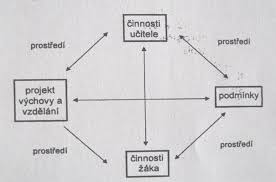 činnosti
učitele
prostředí
prostředí
projekt
výchovy a
vzdělání
podmínky
prostředí
prostředí
činnosti
žáka